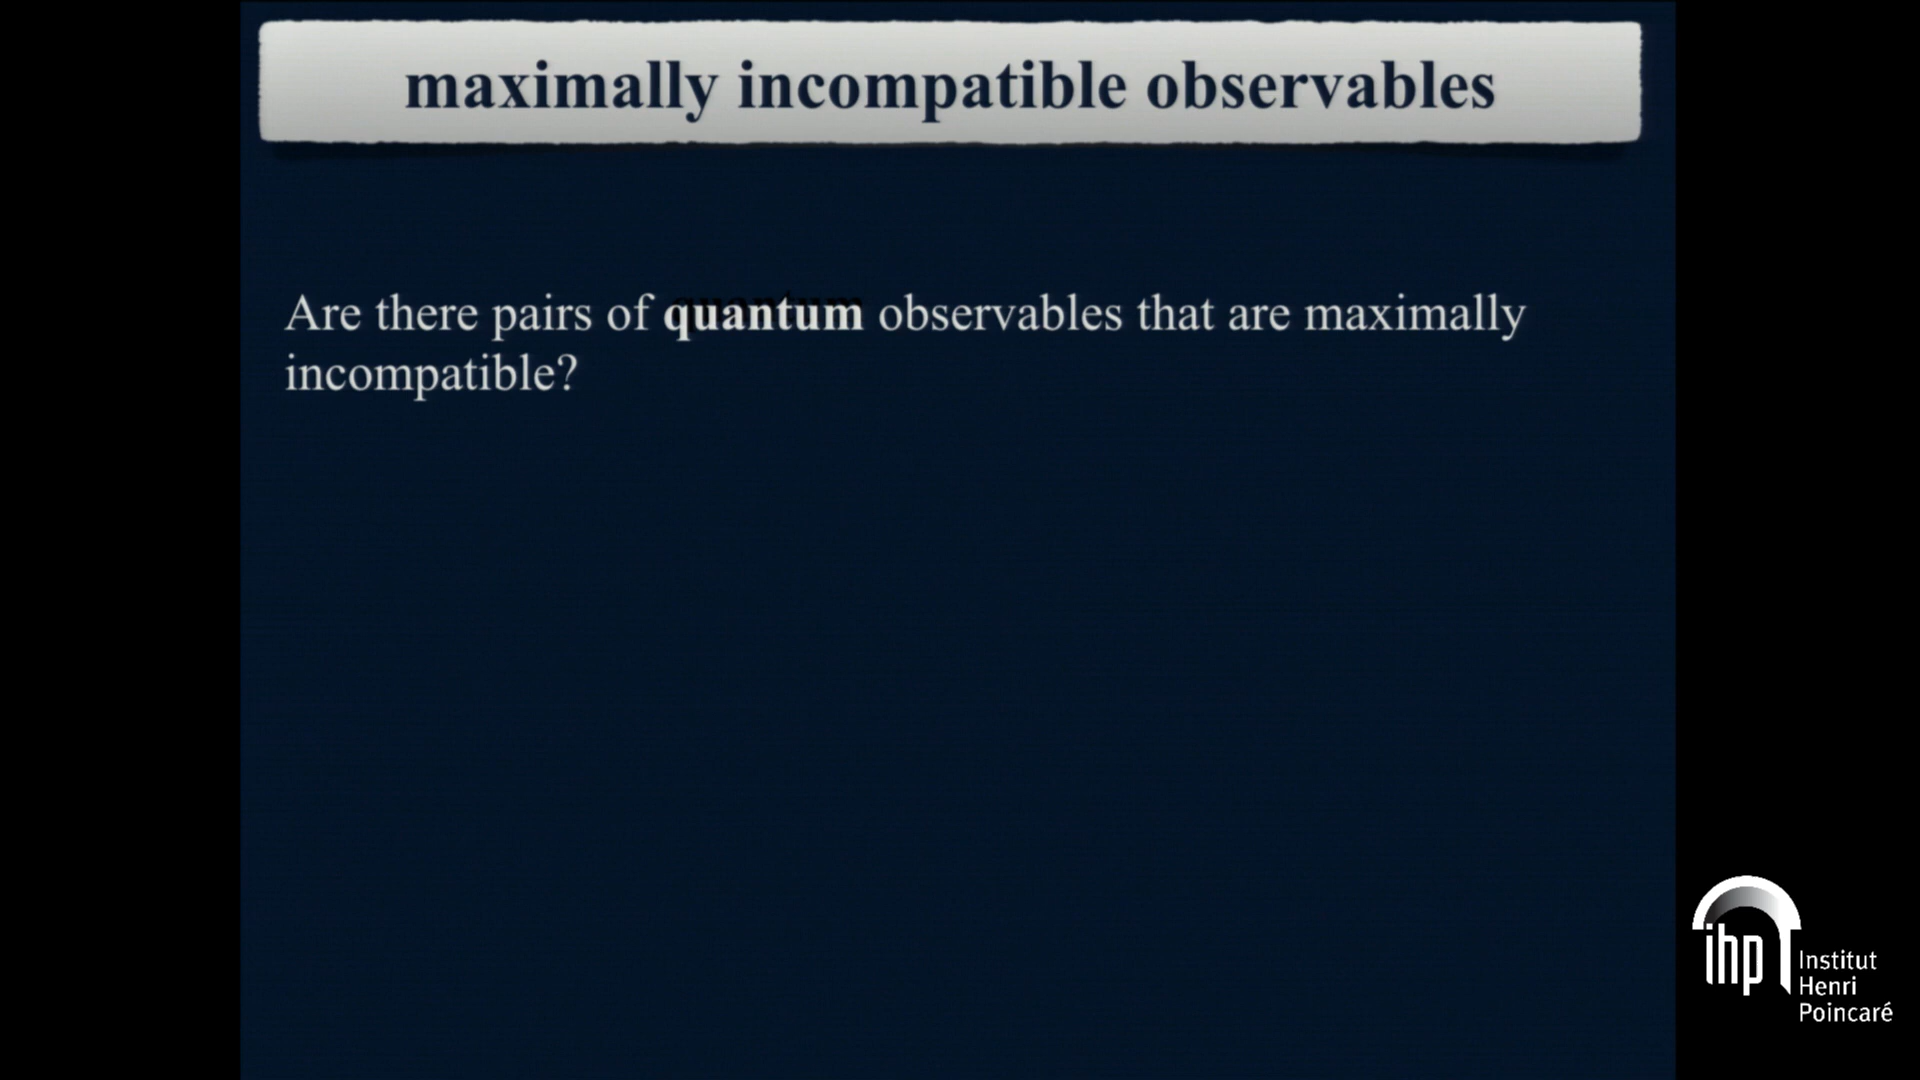 maximally incompatible observables
Are there pairs of quantum observables that are maximally
incompatible?
ihp
Institut
Henri
Poincaré